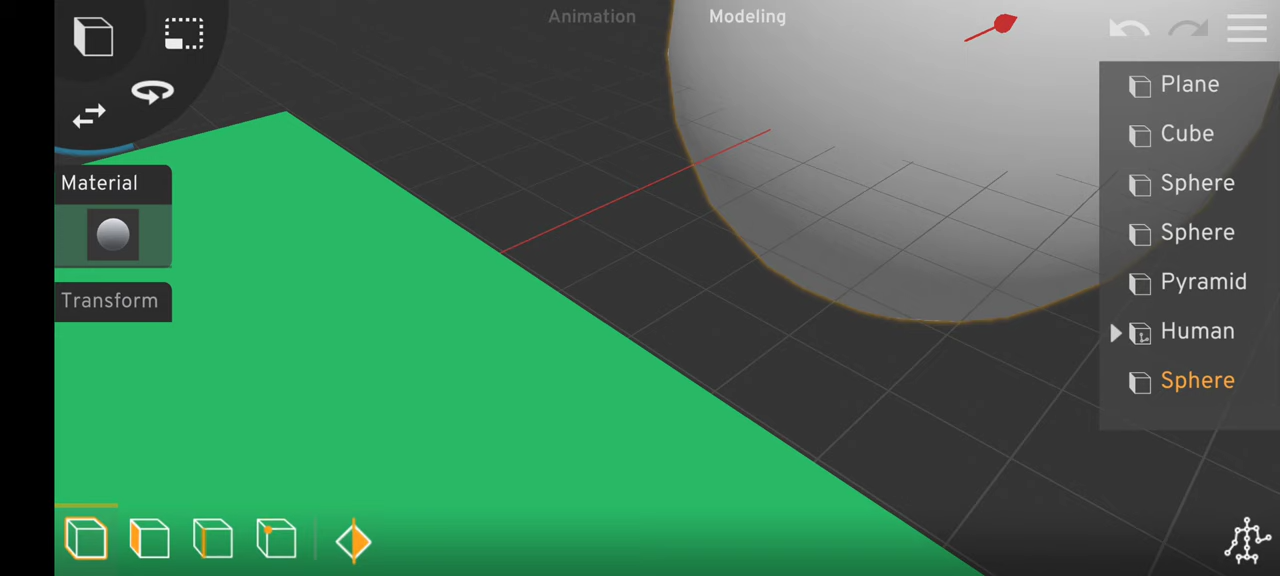 Animation
Modeling
Material
Transform
Plane
Cube
Sphere
Sphere
Pyramid
Human
Sphere